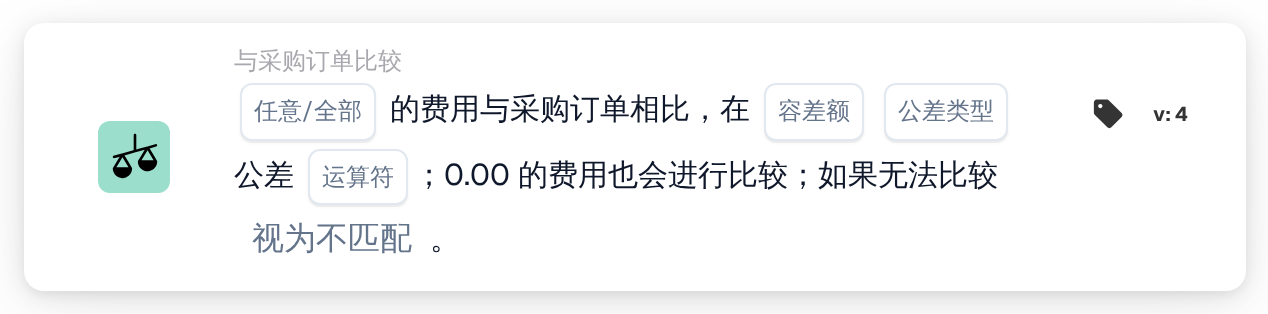 与采购订单比较
任意/全部 的费用与采购订单相比，在 容差额 公差类型
v: 4
公差 运算符 ；0.00 的费用也会进行比较；如果无法比较
视为不匹配 。